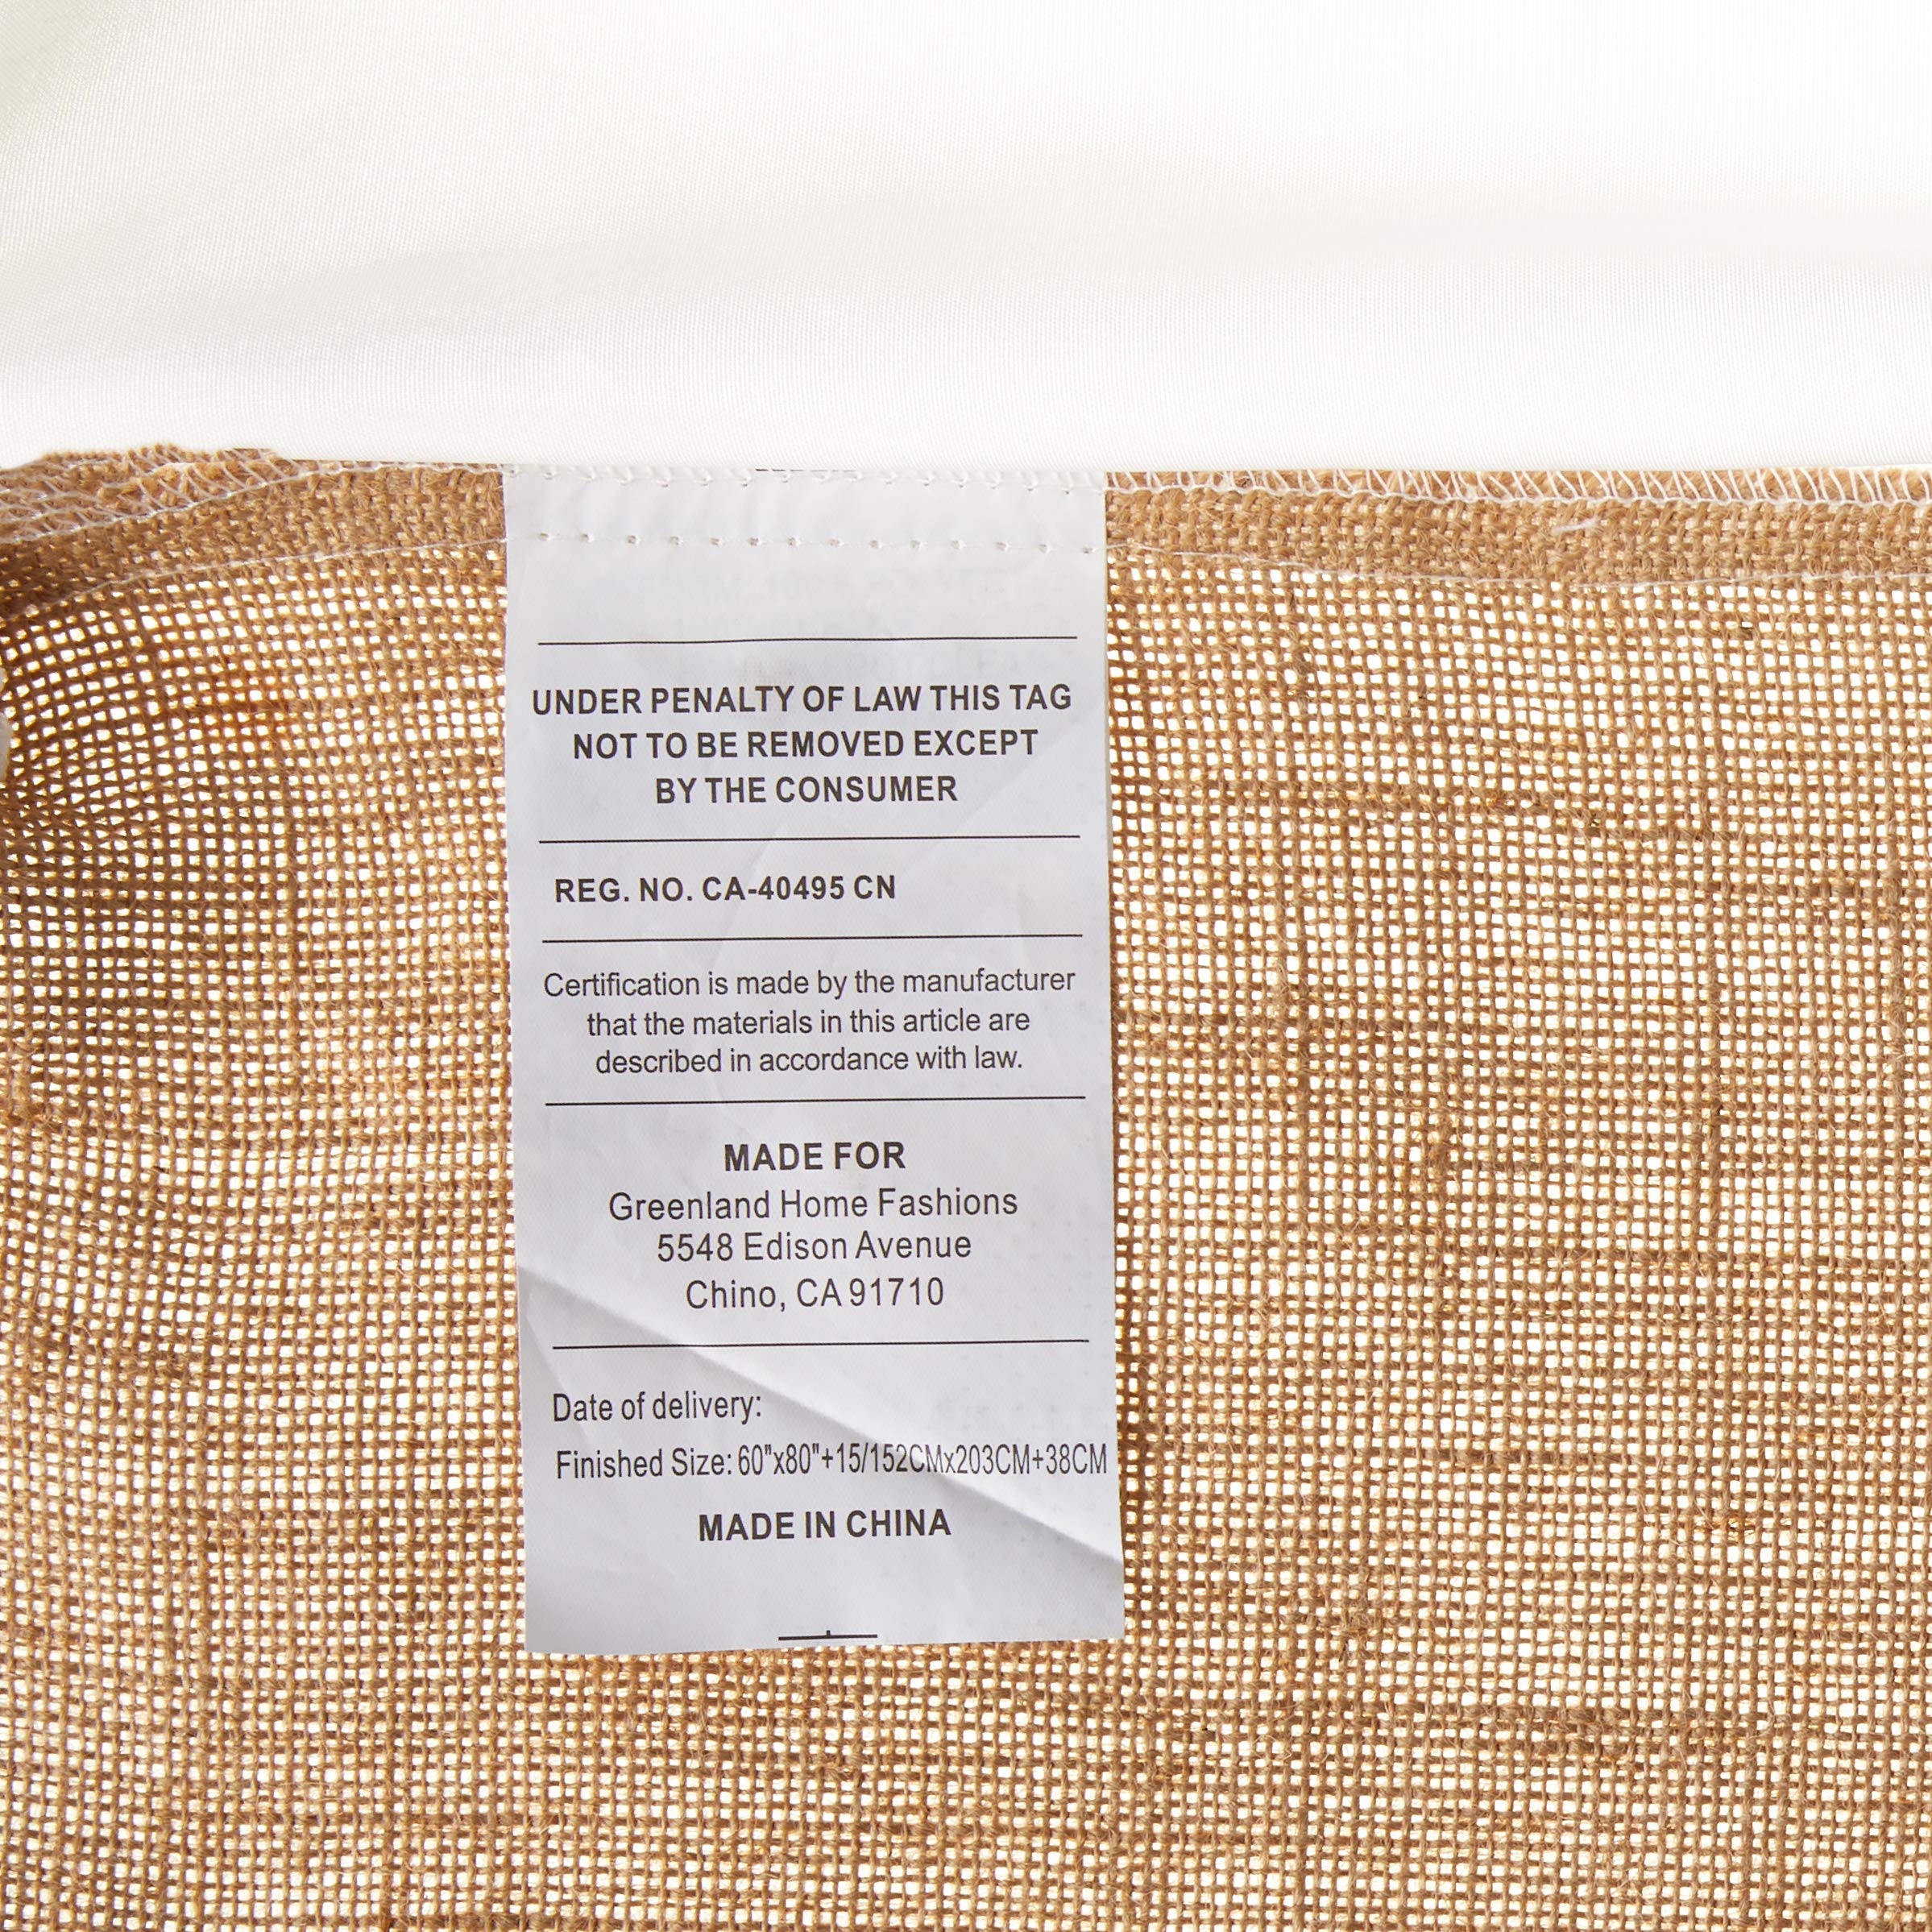 UNDER PENALTY OF LAW THIS TAG
NOT TO BE REMOVED EXCEPT
BY THE CONSUMER
REG. NO. CA-40495 CN
Certification is made by the manufacturer
that the materials in this article are
described in accordance with law.
MADE FOR
Greenland Home Fashions
5548 Edison Avenue
Chino, CA 91710
Date of delivery:
Finished Size: 60"x80"+15/152CMx203CM+38CM
MADE IN CHINA